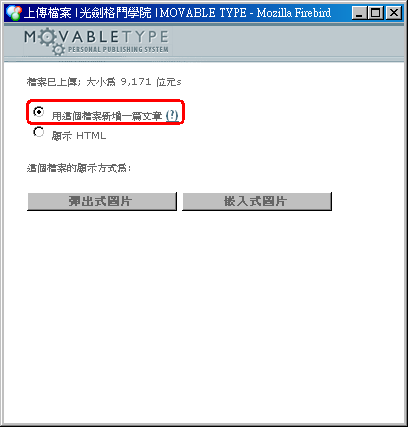 上傳檔案 | 光劍格鬥學院 | MOVABLE TYPE - Mozilla Firebird
MOVABLETYPE
PERSONAL PUBLISHING SYSTEM
檔案已上傳; 大小為 9,171 位元s
用這個檔案新增一篇文章 (?)
顯示 HTML
這個檔案的顯示方式為:
彈出式圖片 嵌入式圖片